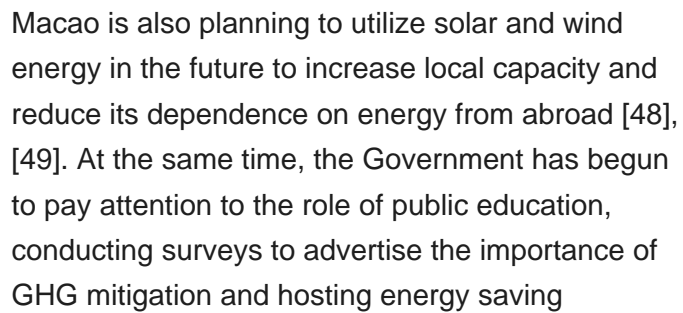 Macao is also planning to utilize solar and wind
energy in the future to increase local capacity and
reduce its dependence on energy from abroad [48],
[49]. At the same time, the Government has begun
to pay attention to the role of public education,
conducting surveys to advertise the importance of
GHG mitigation and hosting energy saving